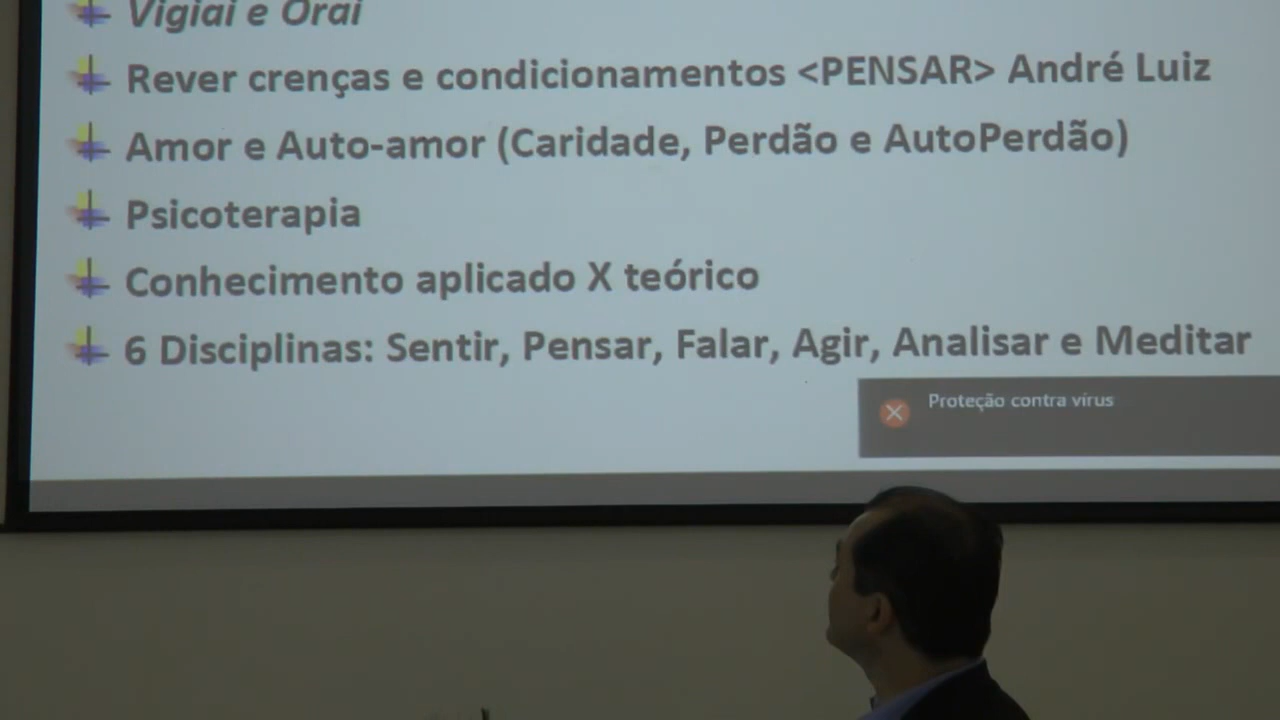 Vigiai e Orai
Rever crenças e condicionamentos <PENSAR> André Luiz
Amor e Auto-amor (Caridade, Perdão e AutoPerdão)
Psicoterapia
Conhecimento aplicado X teórico
6 Disciplinas: Sentir, Pensar, Falar, Agir, Analisar e Meditar
Proteção contra vírus